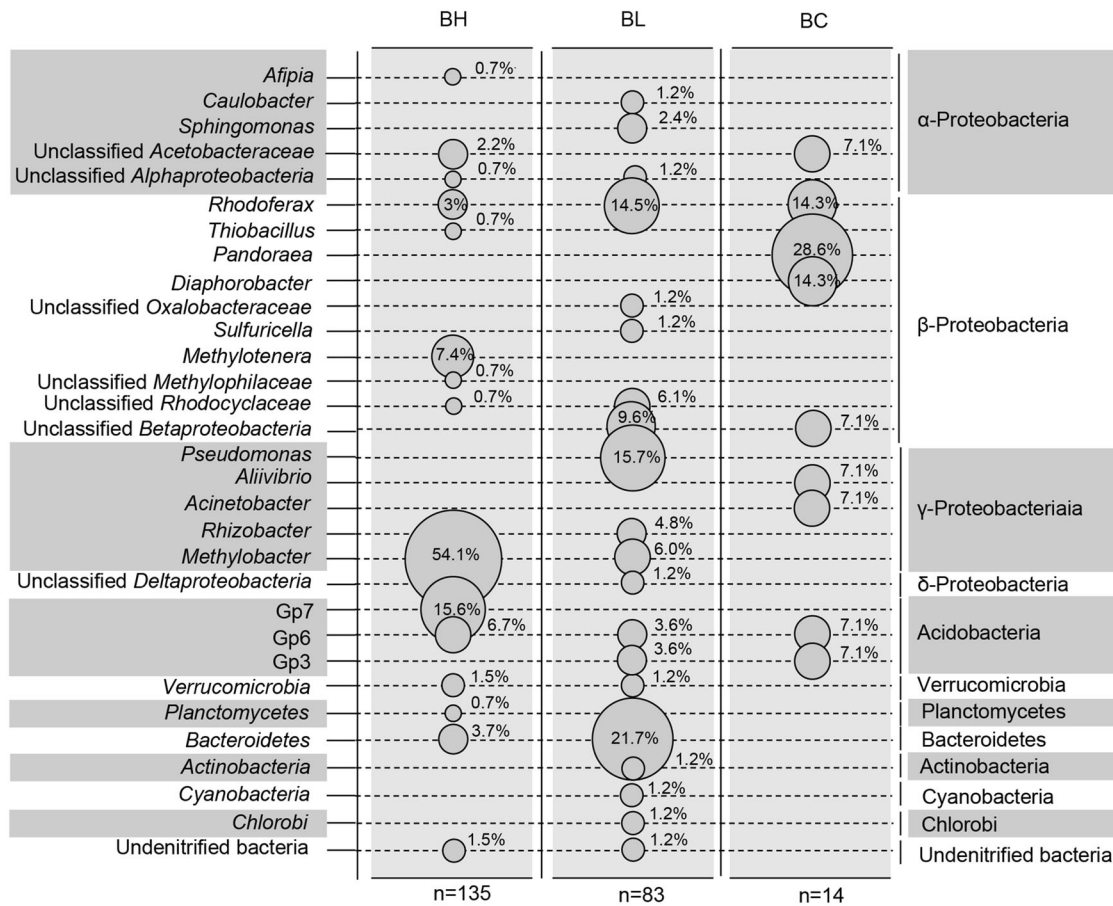 BH BL BC
Afipia 0.7%
Caulobacter 1.2%
Sphingomonas 2.4% α-Proteobacteria
Unclassified Acetobacteraceae 2.2% 7.1%
Unclassified Alphaproteobacteria 0.7% 1.2%
Rhodoferax 3% 14.5% 14.3%
Thiobacillus 0.7%
Pandoraea 28.6%
Diaphorobacter 14.3%
Unclassified Oxalobacteraceae 1.2%
Sulfuricella 1.2% β-Proteobacteria
Methylotenera 7.4%
Unclassified Methylophilaceae 0.7%
Unclassified Rhodocyclaceae 0.7% 6.1%
Unclassified Betaproteobacteria 9.6% 7.1%
Pseudomonas 15.7%
Aliivibrio 7.1%
Acinetobacter 7.1% γ-Proteobacteriaia
Rhizobacter 4.8%
Methylobacter 54.1% 6.0%
Unclassified Deltaproteobacteria 1.2% δ-Proteobacteria
Gp7 15.6%
Gp6 6.7% 3.6% 7.1% Acidobacteria
Gp3 3.6% 7.1%
Verrucomicrobia 1.5% 1.2% Verrucomicrobia
Planctomycetes 0.7% Planctomycetes
Bacteroidetes 3.7% 21.7% Bacteroidetes
Actinobacteria 1.2% Actinobacteria
Cyanobacteria 1.2% Cyanobacteria
Chlorobi 1.2% Chlorobi
Undenitrified bacteria 1.5% 1.2% Undenitrified bacteria
n=135 n=83 n=14